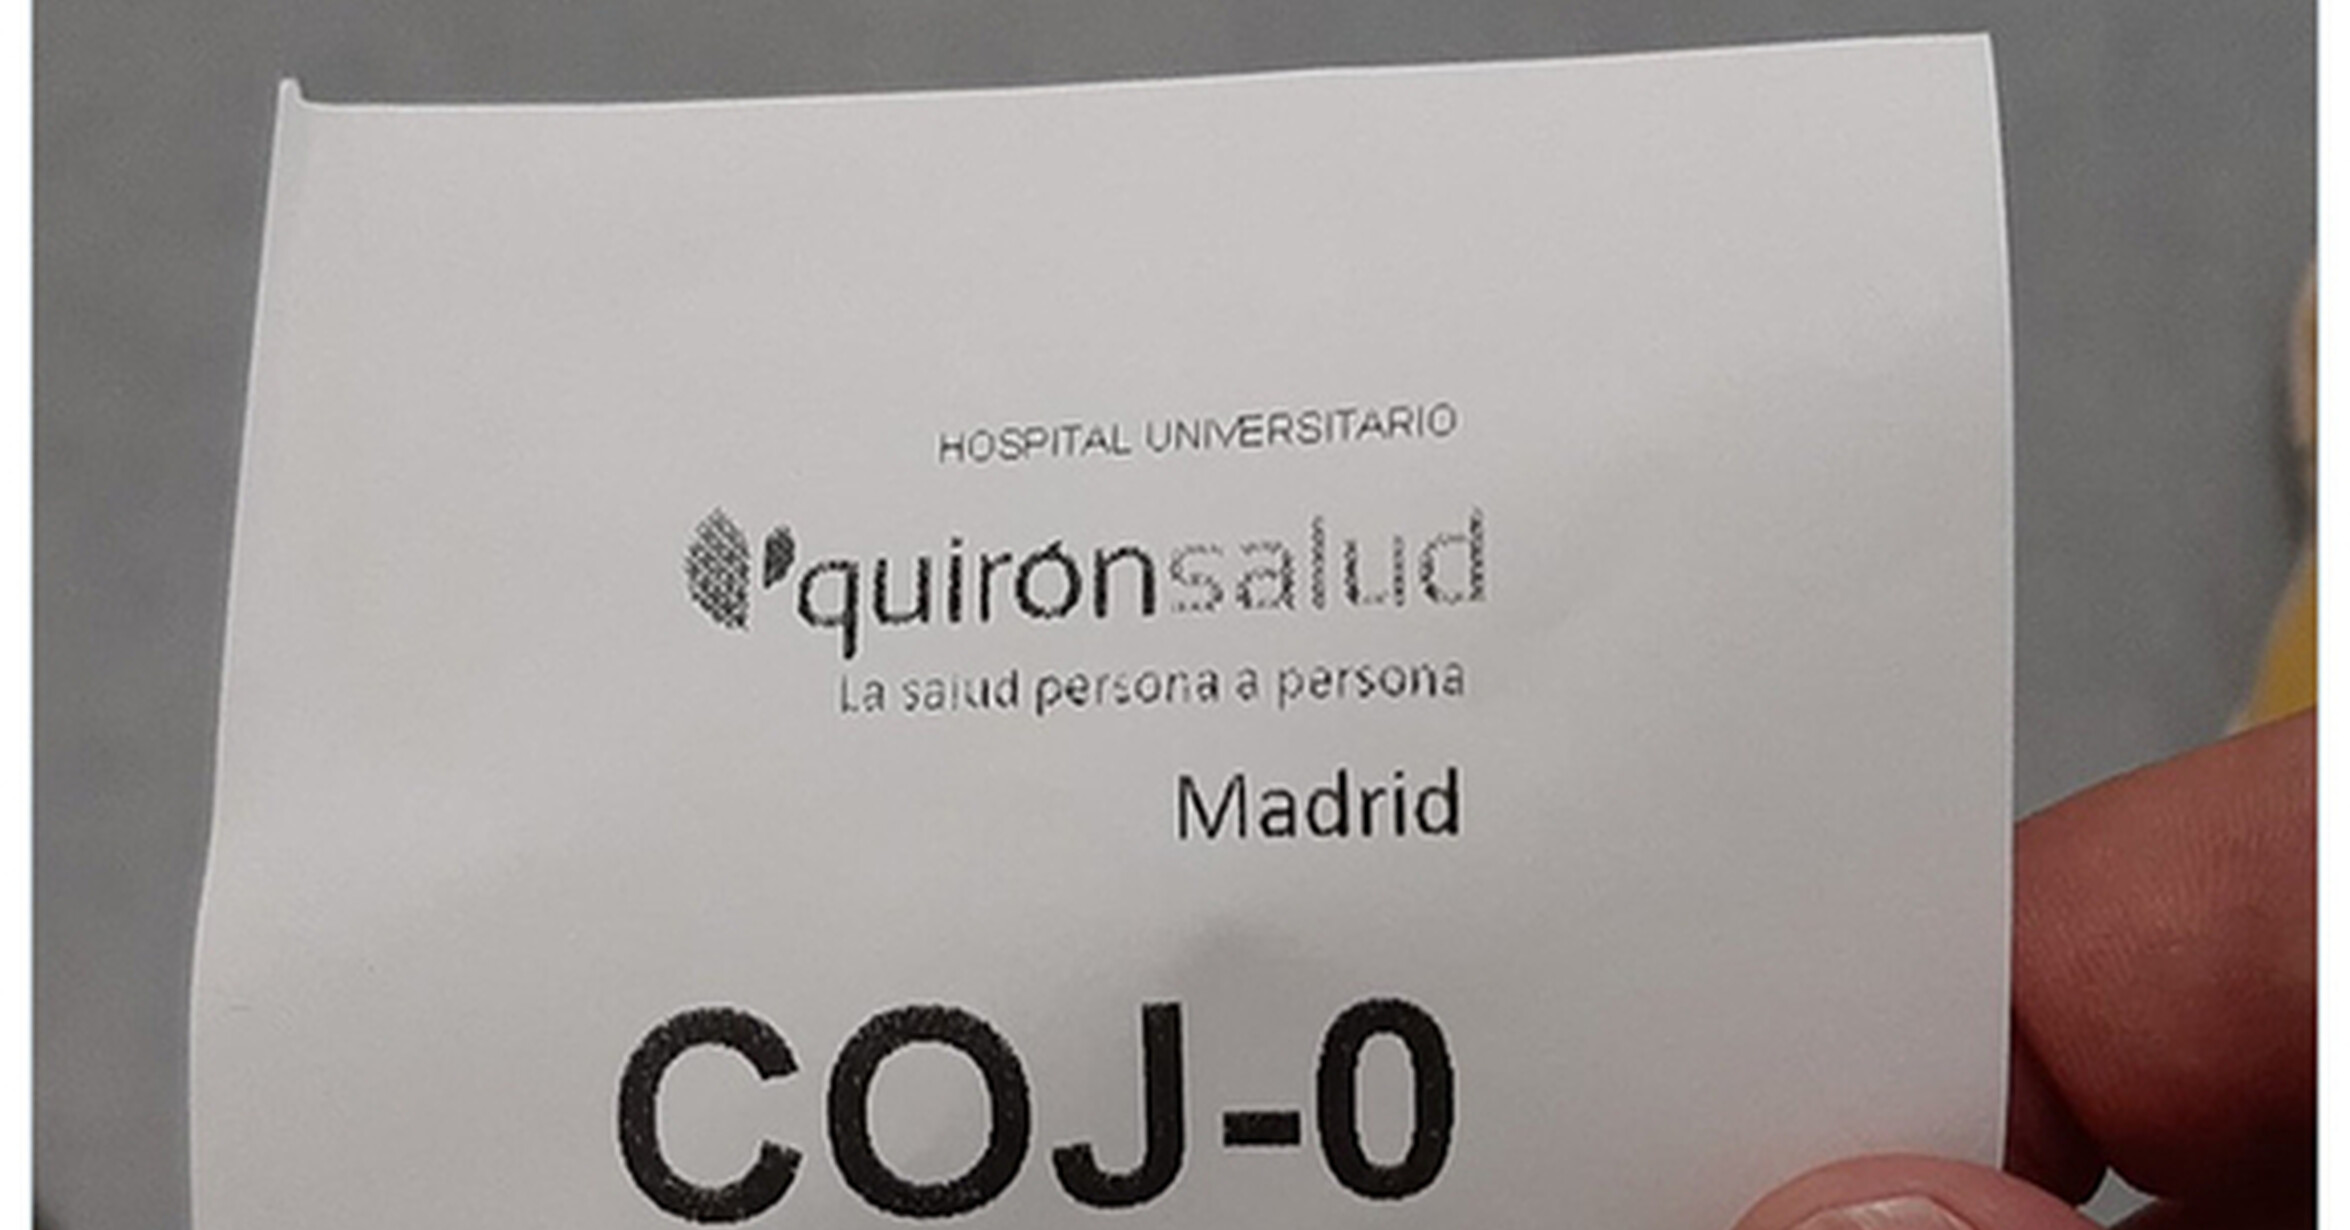 HOSPITAL UNIVERSITARIO
quirónsalud
La salud persona a persona
Madrid
COJ-0